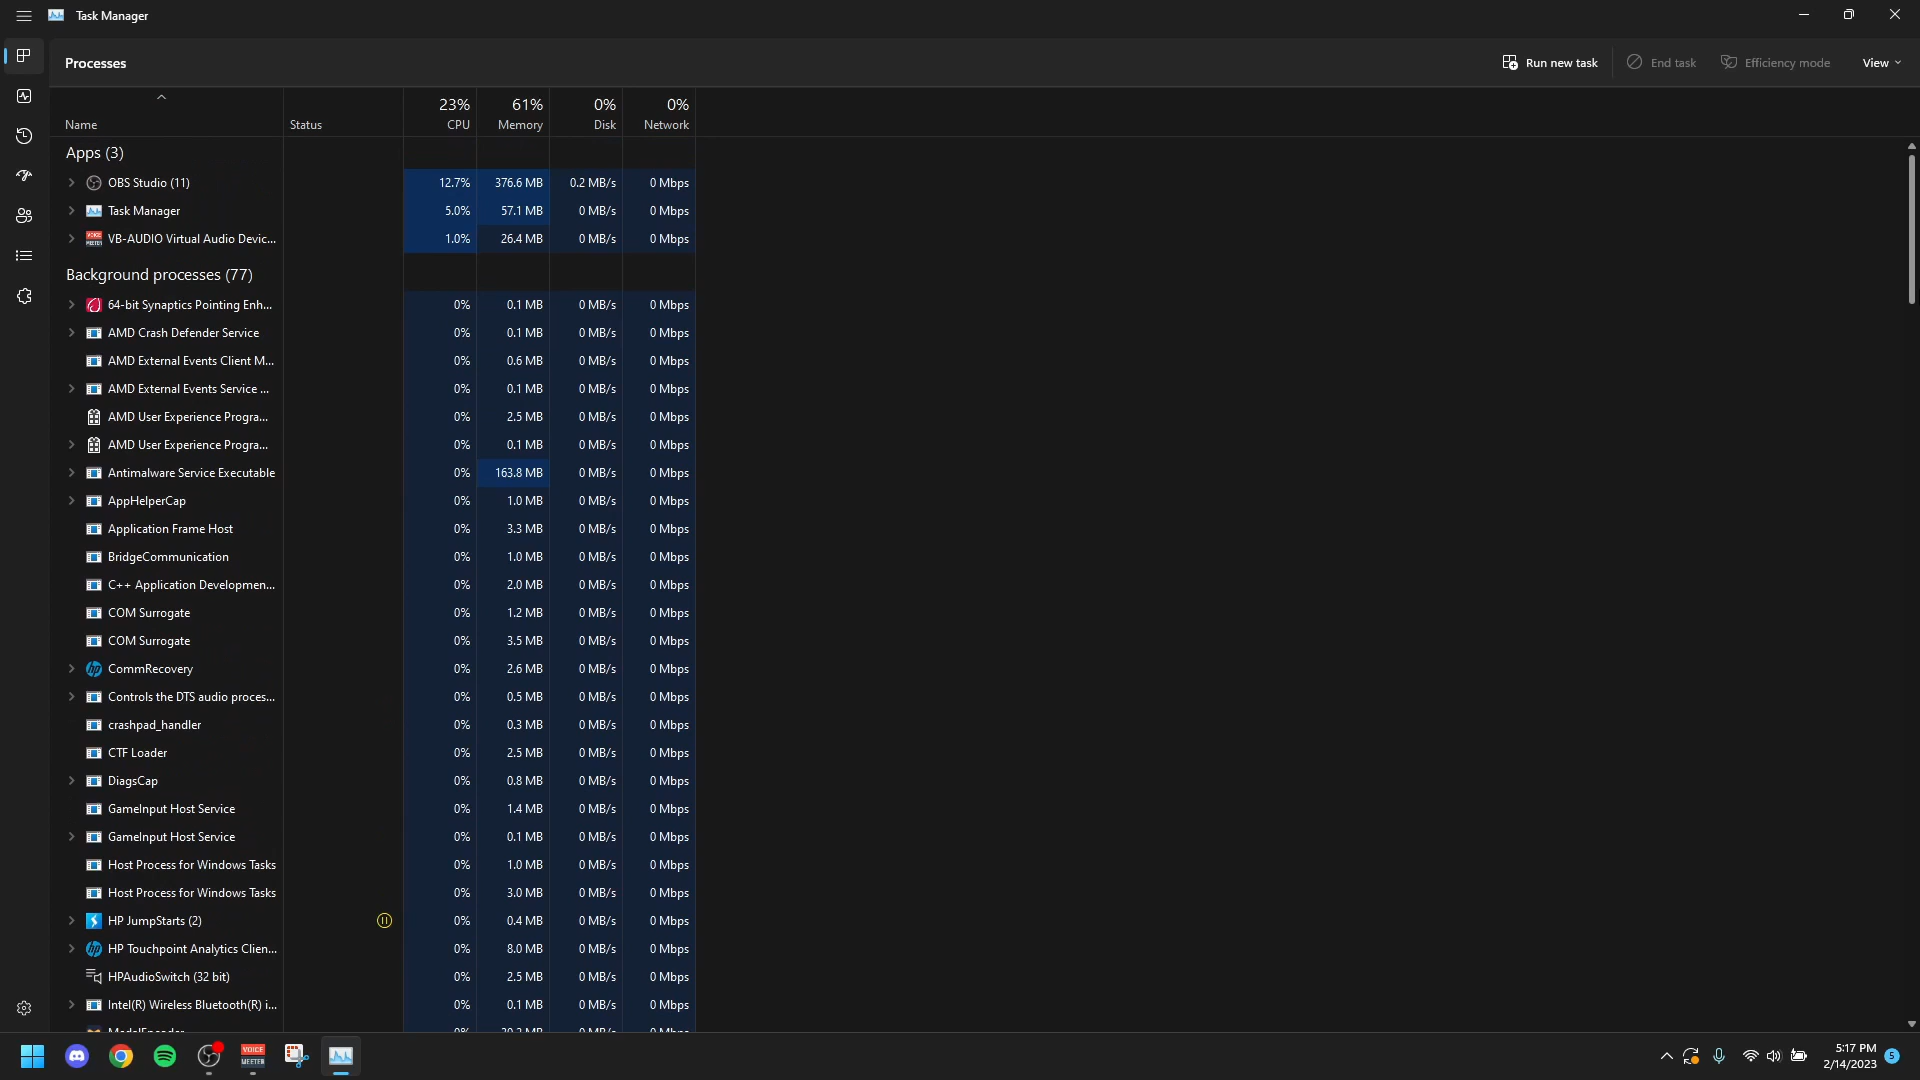 Task Manager
Processes
Run new task
End task
Efficiency mode
View
23% 61% 0% 0%
Name Status CPU Memory Disk Network
Apps (3)
OBS Studio (11) 12.7% 376.6 MB 0.2 MB/s 0 Mbps
Task Manager 5.0% 57.1 MB 0 MB/s 0 Mbps
VB-AUDIO Virtual Audio Devic... 1.0% 26.4 MB 0 MB/s 0 Mbps
Background processes (77)
64-bit Synaptics Pointing Enh... 0% 0.1 MB 0 MB/s 0 Mbps
AMD Crash Defender Service 0% 0.1 MB 0 MB/s 0 Mbps
AMD External Events Client M... 0% 0.6 MB 0 MB/s 0 Mbps
AMD External Events Service ... 0% 0.1 MB 0 MB/s 0 Mbps
AMD User Experience Progra... 0% 2.5 MB 0 MB/s 0 Mbps
AMD User Experience Progra... 0% 0.1 MB 0 MB/s 0 Mbps
Antimalware Service Executable 0% 163.8 MB 0 MB/s 0 Mbps
AppHelperCap 0% 1.0 MB 0 MB/s 0 Mbps
Application Frame Host 0% 3.3 MB 0 MB/s 0 Mbps
BridgeCommunication 0% 1.0 MB 0 MB/s 0 Mbps
C++ Application Developmen... 0% 2.0 MB 0 MB/s 0 Mbps
COM Surrogate 0% 1.2 MB 0 MB/s 0 Mbps
COM Surrogate 0% 3.5 MB 0 MB/s 0 Mbps
CommRecovery 0% 2.6 MB 0 MB/s 0 Mbps
Controls the DTS audio proces... 0% 0.5 MB 0 MB/s 0 Mbps
crashpad_handler 0% 0.3 MB 0 MB/s 0 Mbps
CTF Loader 0% 2.5 MB 0 MB/s 0 Mbps
DiagsCap 0% 0.8 MB 0 MB/s 0 Mbps
GameInput Host Service 0% 1.4 MB 0 MB/s 0 Mbps
GameInput Host Service 0% 0.1 MB 0 MB/s 0 Mbps
Host Process for Windows Tasks 0% 1.0 MB 0 MB/s 0 Mbps
Host Process for Windows Tasks 0% 3.0 MB 0 MB/s 0 Mbps
HP JumpStarts (2) 0% 0.4 MB 0 MB/s 0 Mbps
HP Touchpoint Analytics Clien... 0% 8.0 MB 0 MB/s 0 Mbps
HPAudioSwitch (32 bit) 0% 2.5 MB 0 MB/s 0 Mbps
Intel(R) Wireless Bluetooth(R) i... 0% 0.1 MB 0 MB/s 0 Mbps
VOICE
MEETER
5:17 PM
2/14/2023
5